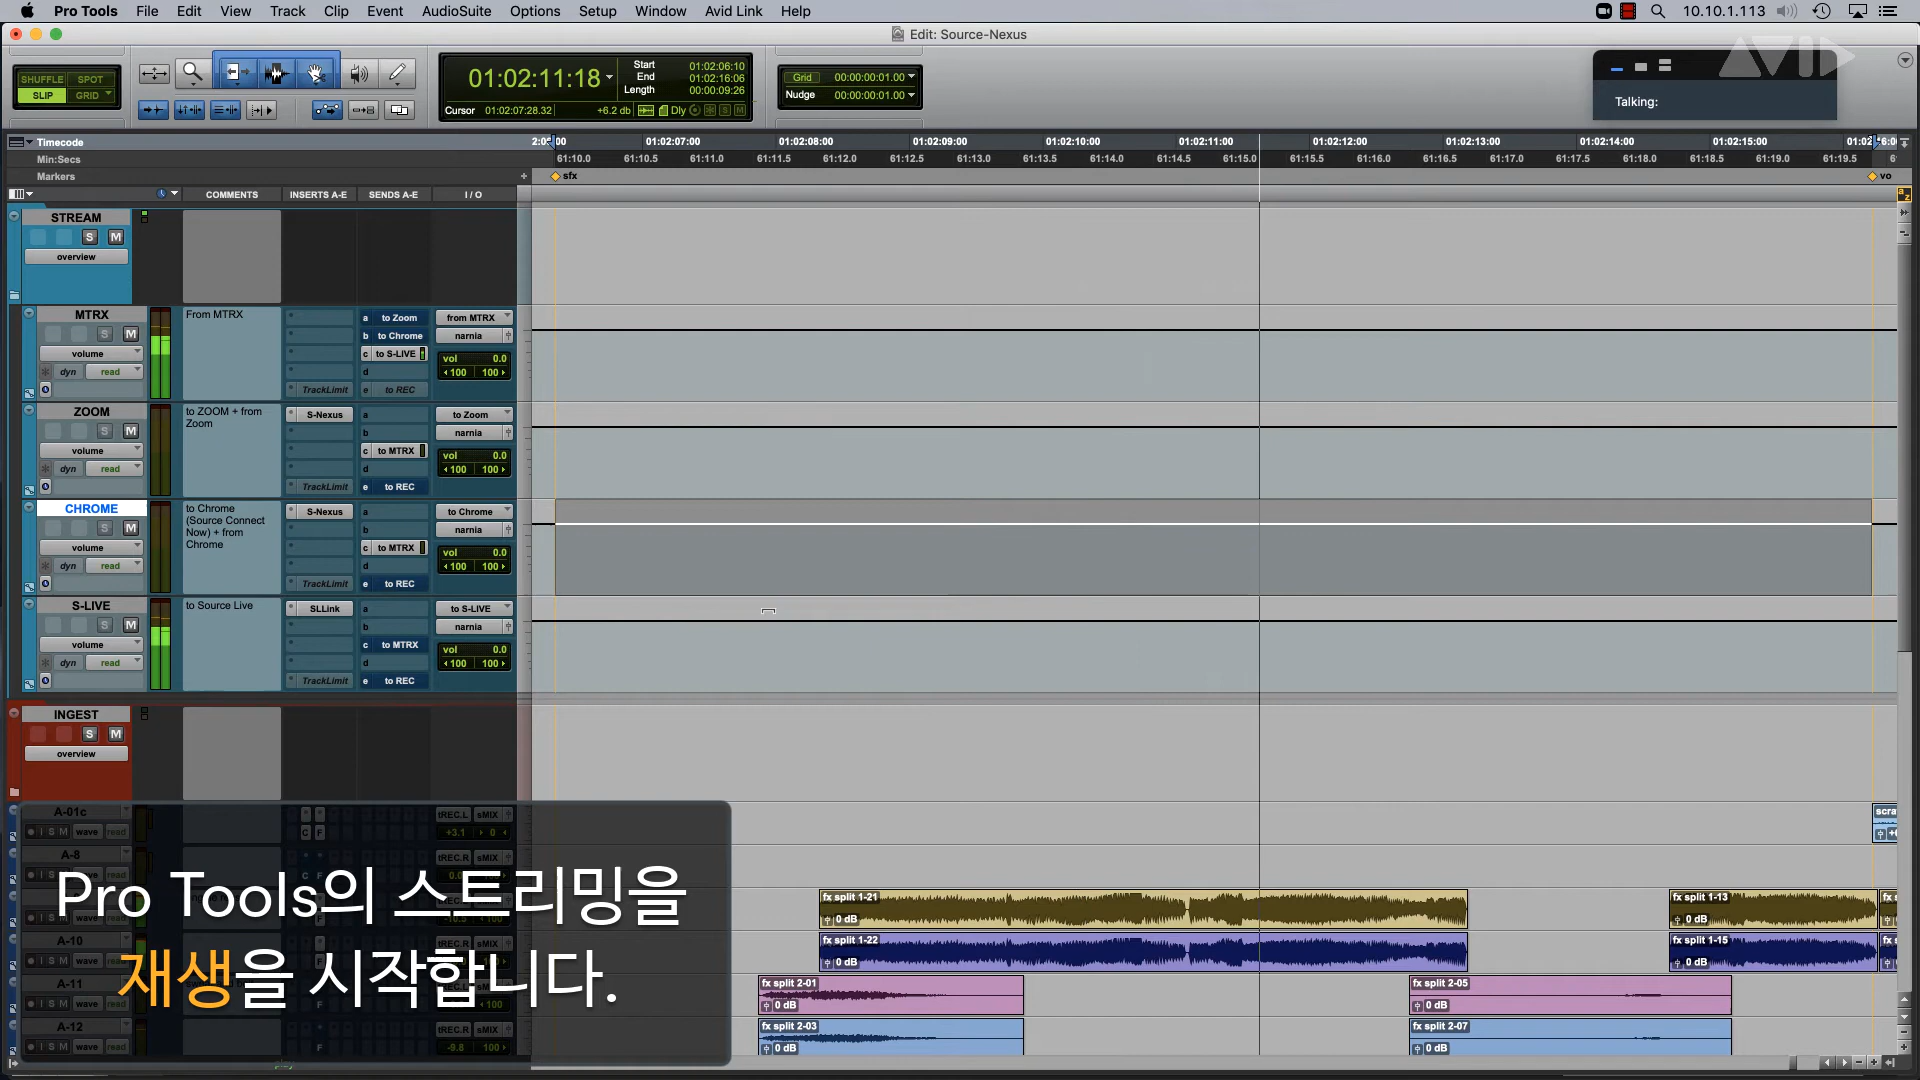 Pro Tools File Edit View Track Clip Event AudioSuite Options Setup Window Avid Link Help 10.10.1.113
Edit: Source-Nexus
SHUFFLE SPOT
SLIP GRID
01:02:11:18
Start 01:02:06:10
End 01:02:16:06
Length 00:00:09:26
Cursor 01:02:07:28.32 +6.2 db Dly
Grid 00:00:00:01.00
Nudge 00:00:00:01.00
AVID
Talking:
Timecode 01:02:07:00 01:02:08:00 01:02:09:00 01:02:10:00 01:02:11:00 01:02:12:00 01:02:13:00 01:02:14:00 01:02:15:00
Min:Secs 61:10.0 61:10.5 61:11.0 61:11.5 61:12.0 61:12.5 61:13.0 61:13.5 61:14.0 61:14.5 61:15.0 61:15.5 61:16.0 61:16.5 61:17.0 61:17.5 61:18.0 61:18.5 61:19.0 61:19.5
Markers sfx vo
COMMENTS INSERTS A-E SENDS A-E I / O
STREAM
S M
overview
MTRX From MTRX a to Zoom from MTRX
S M b to Chrome narnia
volume c to S-LIVE vol 0.0
dyn read d 100 100
TrackLimit e to REC
ZOOM to ZOOM + from Zoom S-Nexus a to Zoom
S M b narnia
volume c to MTRX vol 0.0
dyn read d 100 100
TrackLimit e to REC
CHROME to Chrome (Source Connect Now) + from Chrome S-Nexus a to Chrome
S M b narnia
volume c to MTRX vol 0.0
dyn read d 100 100
TrackLimit e to REC
S-LIVE to Source Live SLLink a to S-LIVE
S M b narnia
volume c to MTRX vol 0.0
dyn read d 100 100
TrackLimit e to REC
INGEST
S M
overview
A-01c tREC.L sMIX
I S M wave read C F +3.1 0
A-8 tREC.R sMIX
A-10
A-11
A-12 tREC.R sMIX
I S M wave read F -9.8 100
Pro Tools의 스트리밍을
재생을 시작합니다.
fx split 1-21 fx split 1-13
0 dB 0 dB
fx split 1-22 fx split 1-15
0 dB 0 dB
fx split 2-01 fx split 2-05
0 dB 0 dB
fx split 2-03 fx split 2-07
0 dB 0 dB